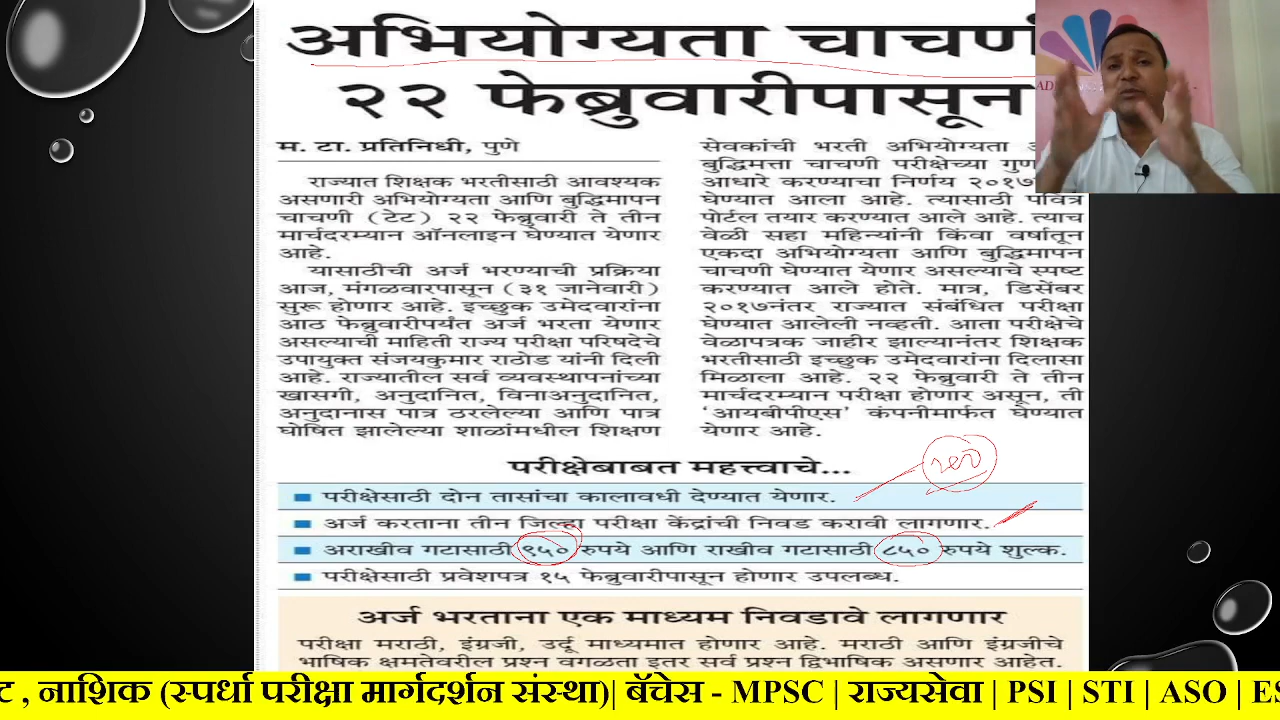 अभियोग्यता चाचणी
२२ फेब्रुवारीपासून
म. टा. प्रतिनिधी, पुणे
राज्यात शिक्षक भरतीसाठी आवश्यक
असणारी अभियोग्यता आणि बुद्धिमापन
चाचणी (टेट) २२ फेब्रुवारी ते तीन
मार्चदरम्यान ऑनलाइन घेण्यात येणार
आहे.
यासाठीची अर्ज भरण्याची प्रक्रिया
आज, मंगळवारपासून (३१ जानेवारी)
सुरू होणार आहे. इच्छुक उमेदवारांना
आठ फेब्रुवारीपर्यंत अर्ज भरता येणार
असल्याची माहिती राज्य परीक्षा परिषदेचे
उपायुक्त संजयकुमार राठोड यांनी दिली
आहे. राज्यातील सर्व व्यवस्थापनांच्या
खासगी, अनुदानित, विनाअनुदानित,
अनुदानास पात्र ठरलेल्या आणि पात्र
घोषित झालेल्या शाळांमधील शिक्षण
सेवकांची भरती अभियोग्यता
बुद्धिमत्ता चाचणी परीक्षेच्या
आधारे करण्याचा निर्णय २०१७
घेण्यात आला आहे. त्यासाठी पवित्र
पोर्टल तयार करण्यात आले आहे. त्याच
वेळी सहा महिन्यांनी किंवा वर्षातून
एकदा अभियोग्यता आणि बुद्धिमापन
चाचणी घेण्यात येणार असल्याचे स्पष्ट
करण्यात आले होते. मात्र, डिसेंबर
२०१७नंतर राज्यात संबंधित परीक्षा
घेण्यात आलेली नव्हती. आता परीक्षेचे
वेळापत्रक जाहीर झाल्यानंतर शिक्षक
भरतीसाठी इच्छुक उमेदवारांना दिलासा
मिळाला आहे. २२ फेब्रुवारी ते तीन
मार्चदरम्यान परीक्षा होणार असून, ती
'आयबीपीएस' कंपनीमार्फत घेण्यात
येणार आहे.
परीक्षेबाबत महत्त्वाचे...
परीक्षेसाठी दोन तासांचा कालावधी देण्यात येणार.
अर्ज करताना तीन जिल्हा परीक्षा केंद्रांची निवड करावी लागणार.
अराखीव गटासाठी ९५० रुपये आणि राखीव गटासाठी ८५० रुपये शुल्क.
परीक्षेसाठी प्रवेशपत्र १५ फेब्रुवारीपासून होणार उपलब्ध.
अर्ज भरताना एक माध्यम निवडावे लागणार
परीक्षा मराठी, इंग्रजी, उर्दू माध्यमात होणार आहे. मराठी आणि इंग्रजीचे
भाषिक क्षमतेवरील प्रश्न वगळता इतर सर्व प्रश्न द्विभाषिक असणार आहेत.
, नाशिक (स्पर्धा परीक्षा मार्गदर्शन संस्था)| बॅचेस - MPSC | राज्यसेवा | PSI | STI | ASO |